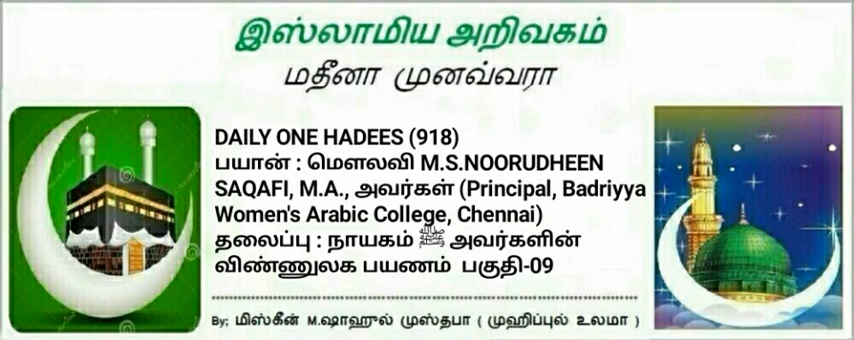 இஸ்லாமிய அறிவகம்
மதீனா முனவ்வரா
DAILY ONE HADEES (918)
பயான் : மௌலவி M.S.NOORUDHEEN
SAQAFI, M.A., அவர்கள் (Principal, Badriyya
Women's Arabic College, Chennai)
தலைப்பு : நாயகம் ﷺ அவர்களின்
விண்ணுலக பயணம் பகுதி-09
By; மிஸ்கீன் M.ஷாஹுல் முஸ்தபா ( முஹிப்புல் உலமா )